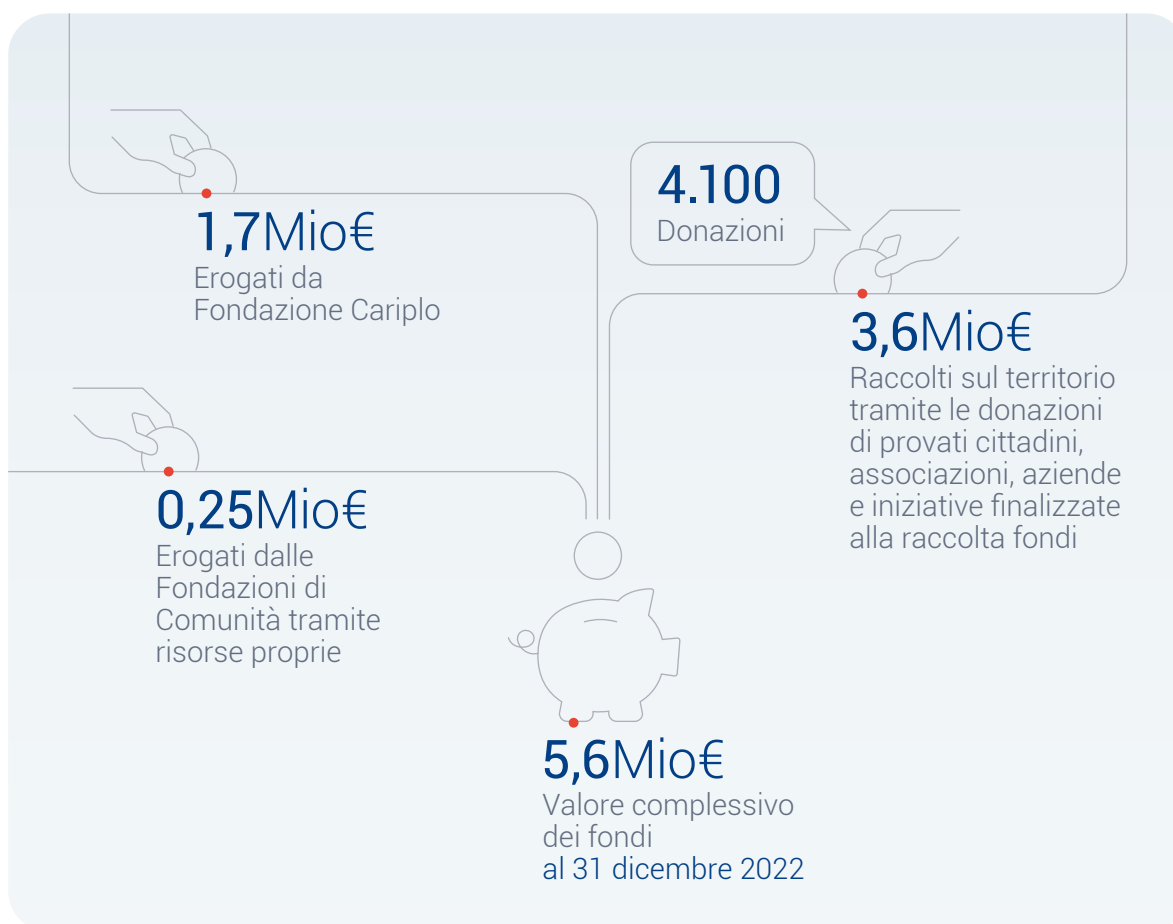 1,7Mio€
Erogati da
Fondazione Cariplo
4.100
Donazioni
3,6Mio€
Raccolti sul territorio
tramite le donazioni
di provati cittadini,
associazioni, aziende
e iniziative finalizzate
alla raccolta fondi
0,25Mio€
Erogati dalle
Fondazioni di
Comunità tramite
risorse proprie
5,6Mio€
Valore complessivo
dei fondi
al 31 dicembre 2022